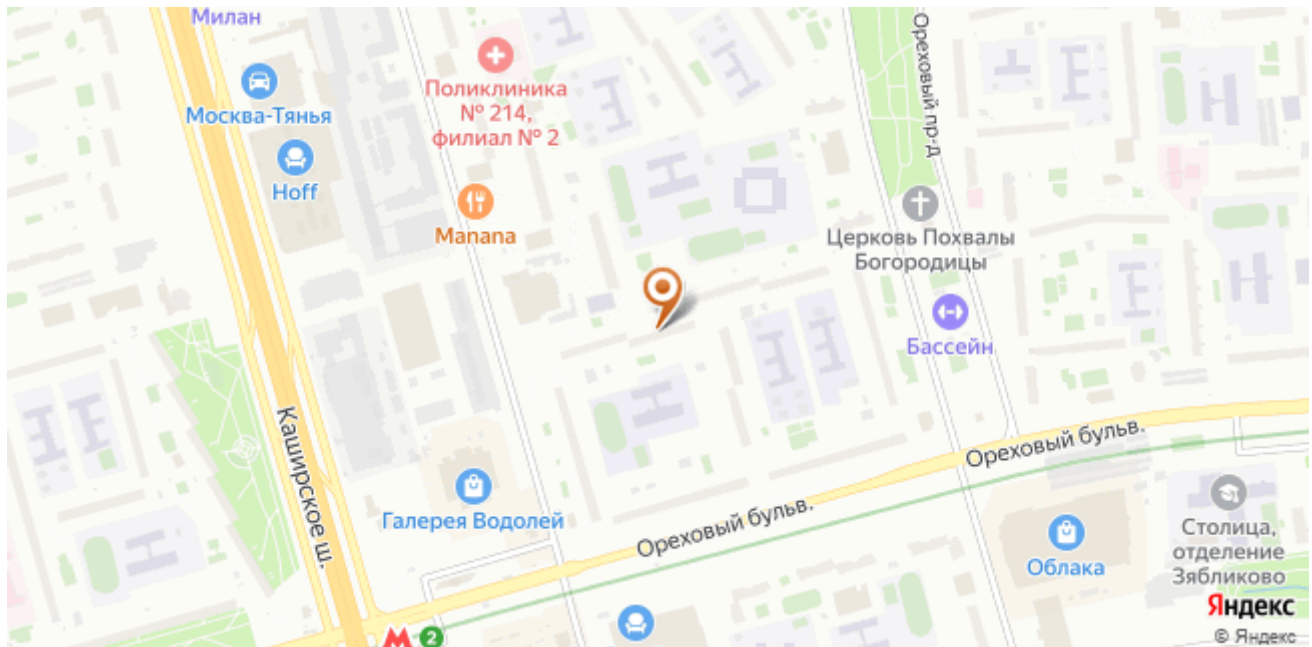 Милан
Москва-Тянья
Hoff
Поликлиника
№ 214,
филиал № 2
Manana
Ореховый пр-д
Церковь Похвалы
Богородицы
Бассейн
Каширское ш.
Галерея Водолей
Ореховый бульв.
Ореховый бульв.
Облака
Столица,
отделение
Зябликово
2
Яндекс
© Яндекс